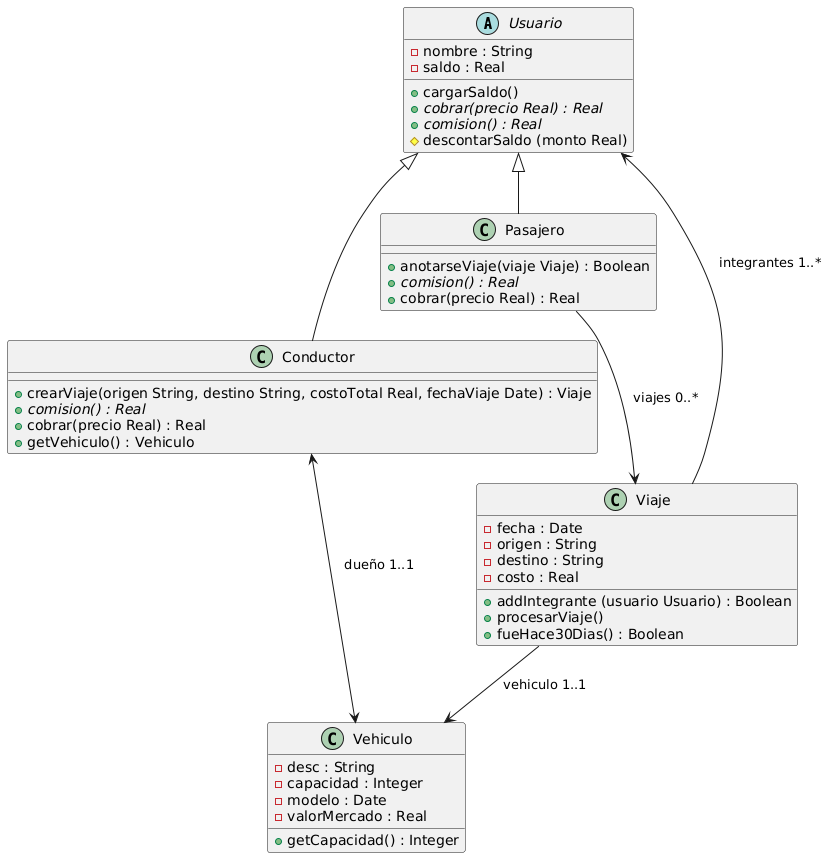 A Usuario
nombre : String
saldo : Real
cargarSaldo()
cobrar(precio Real) : Real
comision() : Real
descontarSaldo (monto Real)
C Pasajero
anotarseViaje(viaje Viaje) : Boolean
comision() : Real
cobrar(precio Real) : Real
integrantes 1..*
C Conductor
crearViaje(origen String, destino String, costoTotal Real, fechaViaje Date) : Viaje
comision() : Real
cobrar(precio Real) : Real
getVehiculo() : Vehiculo
viajes 0..*
C Viaje
fecha : Date
origen : String
destino : String
costo : Real
addIntegrante (usuario Usuario) : Boolean
procesarViaje()
fueHace30Dias() : Boolean
dueño 1..1
vehiculo 1..1
C Vehiculo
desc : String
capacidad : Integer
modelo : Date
valorMercado : Real
getCapacidad() : Integer